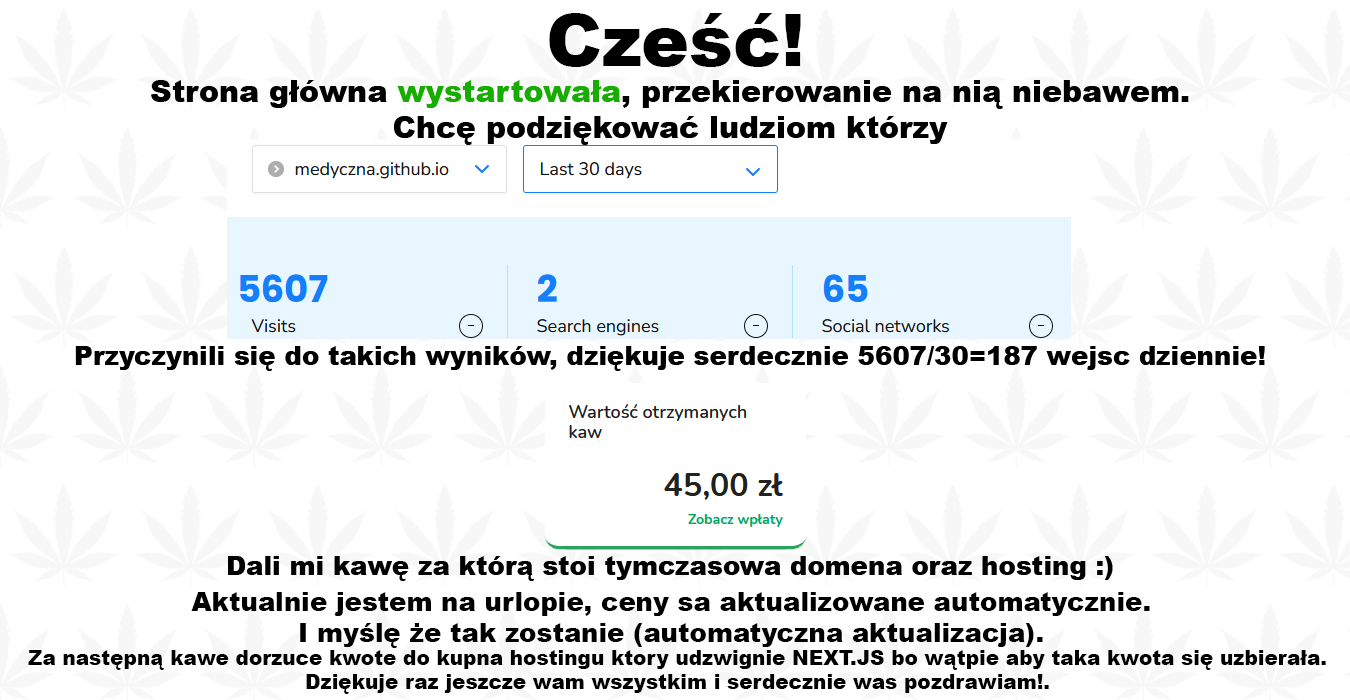 Cześć!
Strona główna wystartowała, przekierowanie na nią niebawem.
Chcę podziękować ludziom którzy
medyczna.github.io
Last 30 days
5607
2
65
Visits
Search engines
Social networks
Przyczynili się do takich wyników, dziękuje serdecznie 5607/30=187 wejsc dziennie!
Wartość otrzymanych
kaw
45,00 zł
Zobacz wpłaty
Dali mi kawę za którą stoi tymczasowa domena oraz hosting :)
Aktualnie jestem na urlopie, ceny sa aktualizowane automatycznie.
I myślę że tak zostanie (automatyczna aktualizacja).
Za następną kawe dorzuce kwote do kupna hostingu ktory udzwignie NEXT.JS bo wątpie aby taka kwota się uzbierała.
Dziękuje raz jeszcze wam wszystkim i serdecznie was pozdrawiam!.